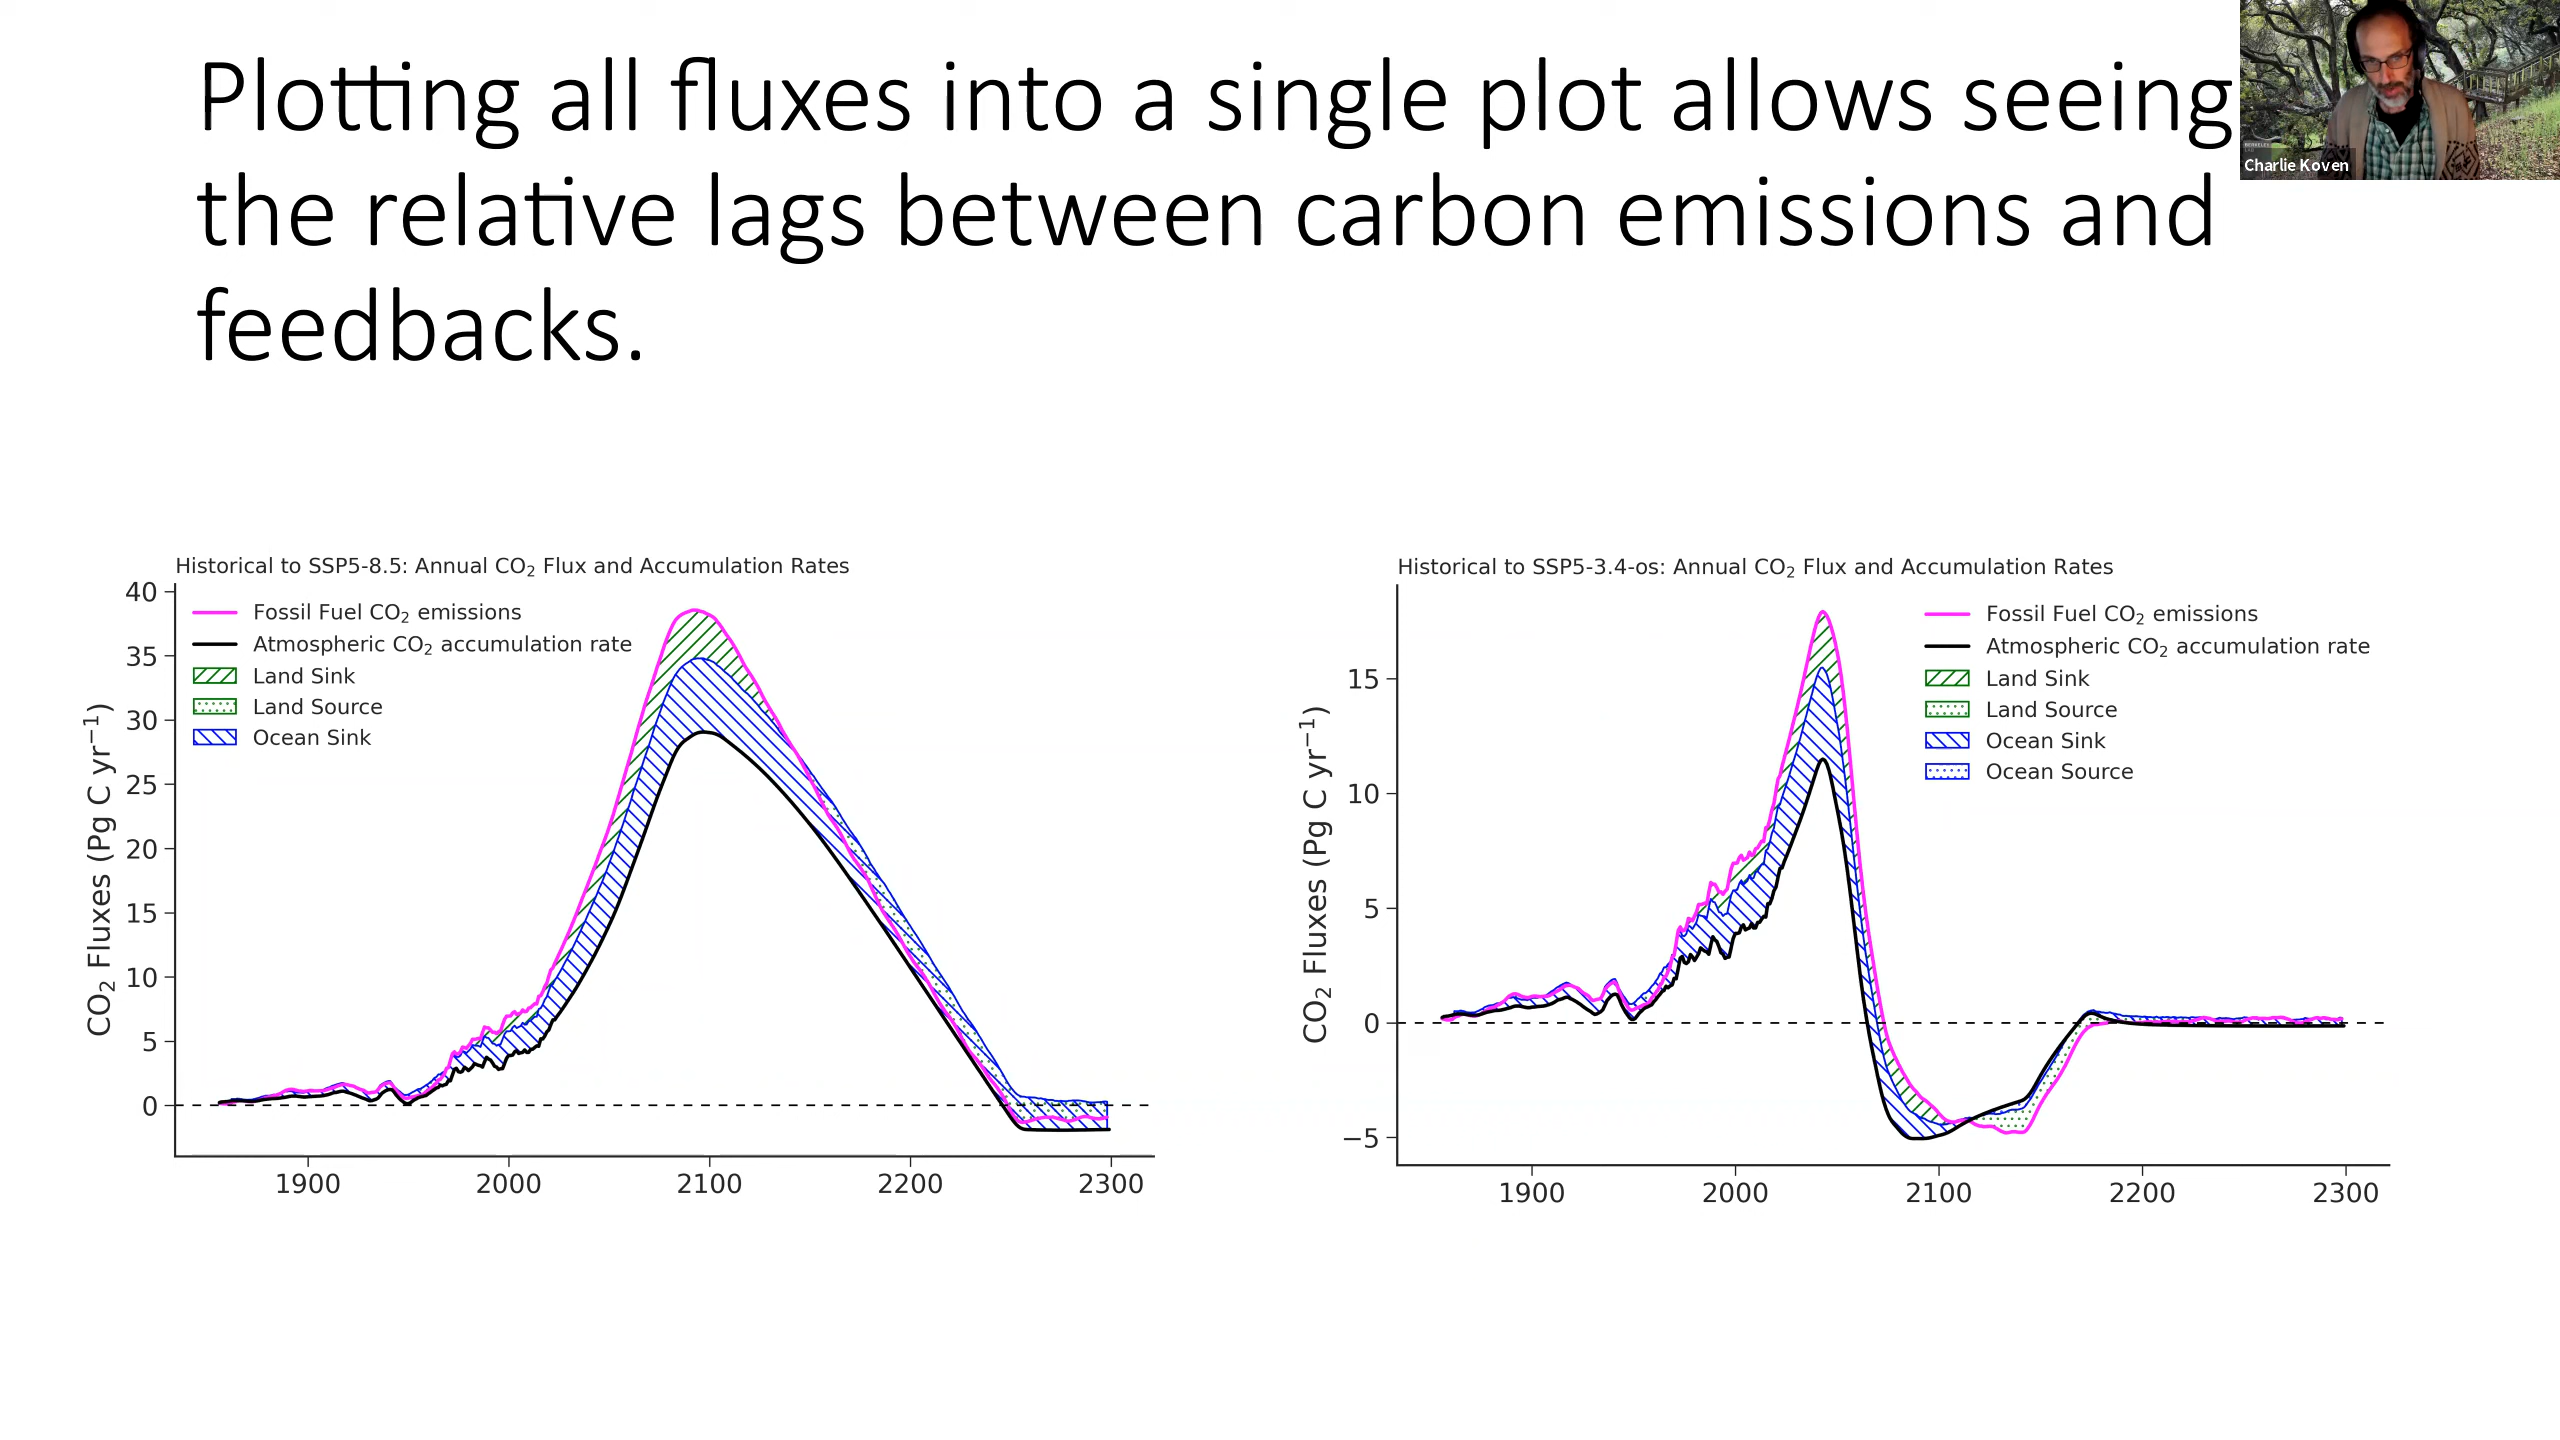 Plotting all fluxes into a single plot allows seeing
the relative lags between carbon emissions and
feedbacks.
Charlie Koven
Historical to SSP5-8.5: Annual CO₂ Flux and Accumulation Rates
CO₂ Fluxes (Pg C yr⁻¹)
40
35
30
25
20
15
10
5
0
Fossil Fuel CO₂ emissions
Atmospheric CO₂ accumulation rate
Land Sink
Land Source
Ocean Sink
1900 2000 2100 2200 2300
Historical to SSP5-3.4-os: Annual CO₂ Flux and Accumulation Rates
CO₂ Fluxes (Pg C yr⁻¹)
15
10
5
0
−5
Fossil Fuel CO₂ emissions
Atmospheric CO₂ accumulation rate
Land Sink
Land Source
Ocean Sink
Ocean Source
1900 2000 2100 2200 2300